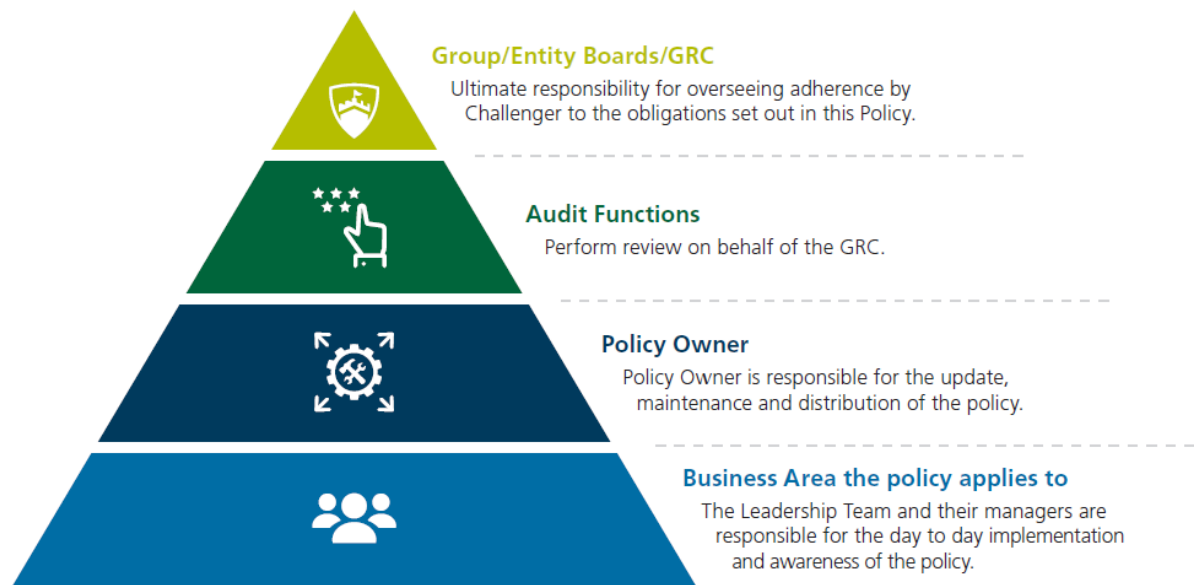 Group/Entity Boards/GRC
Ultimate responsibility for overseeing adherence by
Challenger to the obligations set out in this Policy.
Audit Functions
Perform review on behalf of the GRC.
Policy Owner
Policy Owner is responsible for the update,
maintenance and distribution of the policy.
Business Area the policy applies to
The Leadership Team and their managers are
responsible for the day to day implementation
and awareness of the policy.